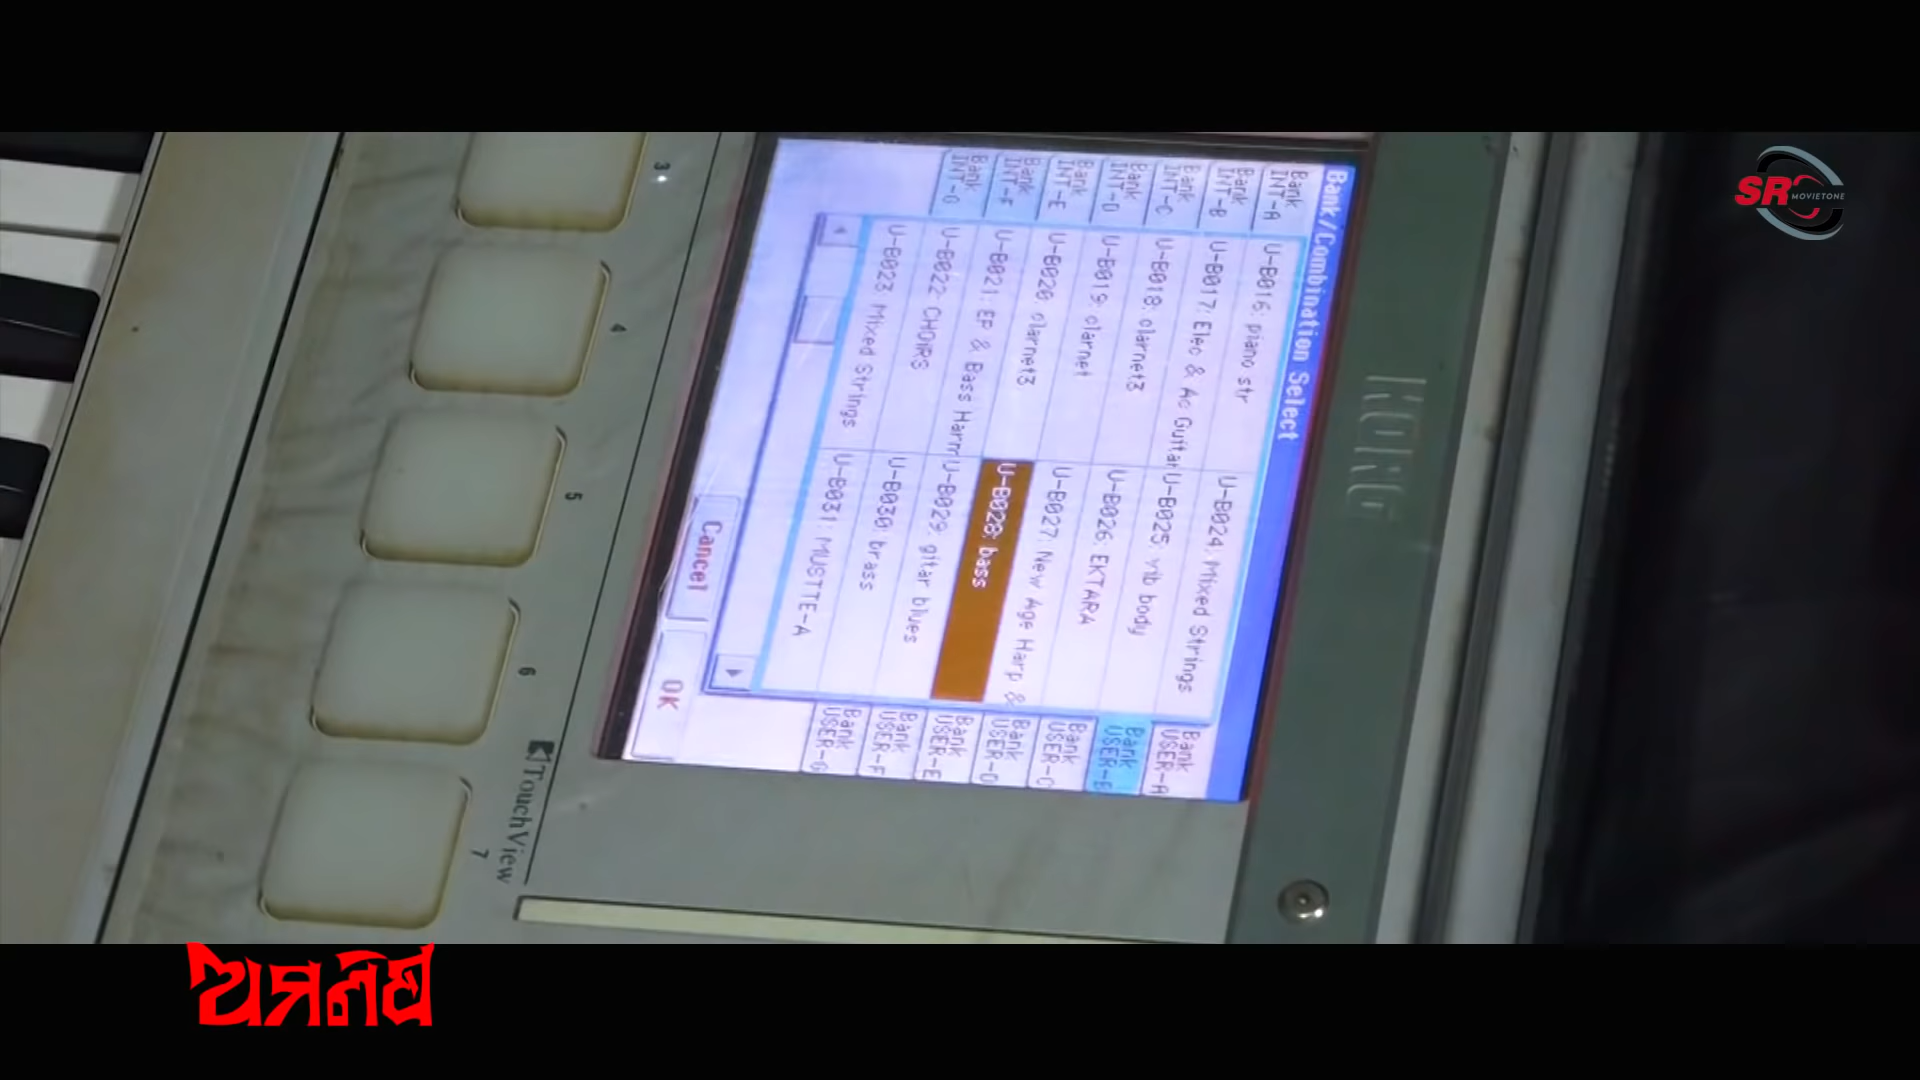 SR MOVIETONE
KORG
Bank/Combination Select
Bank INT-A
Bank INT-B
Bank INT-C
Bank INT-D
Bank INT-E
Bank INT-F
Bank INT-G
U-B016: piano str
U-B017: Elec & Ac Guitar
U-B018: clarnet3
U-B019: clarnet
U-B020: clarnet3
U-B021: EP & Bass Harm
U-B022: CHOIRS
U-B023: Mixed Strings
U-B024: Mixed Strings
U-B025: vib body
U-B026: EKTARA
U-B027: New Age Harp &
U-B028: bass
U-B029: gitar blues
U-B030: brass
U-B031: MUSTTE-A
Bank USER-A
Bank USER-B
Bank USER-C
Bank USER-D
Bank USER-E
Bank USER-F
Bank USER-G
Cancel
OK
3
4
5
6
7
TouchView